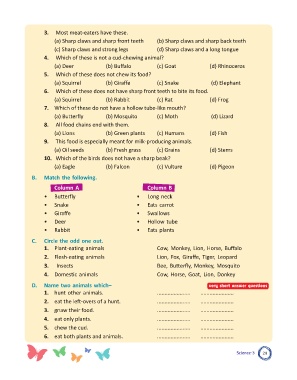 3. Most meat-eaters have these.
(a) Sharp claws and sharp front teeth (b) Sharp claws and sharp back teeth
(c) Sharp claws and strong legs (d) Sharp claws and a long tongue
4. Which of these is not a cud-chewing animal?
(a) Deer (b) Buffalo (c) Goat (d) Rhinoceros
5. Which of these does not chew its food?
(a) Squirrel (b) Giraffe (c) Snake (d) Elephant
6. Which of these does not have sharp front teeth to bite its food.
(a) Squirrel (b) Rabbit (c) Rat (d) Frog
7. Which of these do not have a hollow tube-like mouth?
(a) Butterfly (b) Mosquito (c) Moth (d) Lizard
8. All food chains end with them.
(a) Lions (b) Green plants (c) Humans (d) Fish
9. This food is especially meant for milk-producing animals.
(a) Oil seeds (b) Fresh grass (c) Grains (d) Stems
10. Which of the birds does not have a sharp beak?
(a) Eagle (b) Falcon (c) Vulture (d) Pigeon
B. Match the following.
Column A Column B
• Butterfly • Long neck
• Snake • Eats carrot
• Giraffe • Swallows
• Deer • Hollow tube
• Rabbit • Eats plants
C. Circle the odd one out.
1. Plant-eating animals Cow, Monkey, Lion, Horse, Buffalo
2. flesh-eating animals Lion, Fox, Giraffe, Tiger, Leopard
3. Insects Bee, Butterfly, Monkey, Mosquito
4. Domestic animals Cow, Horse, Goat, Lion, Donkey
D. Name two animals which– very short answer questions
1. hunt other animals. .................... ....................
2. eat the left-overs of a hunt. .................... ....................
3. gnaw their food. .................... ....................
4. eat only plants. .................... ....................
5. chew the cud. .................... ....................
6. eat both plants and animals. .................... ....................
Science-5